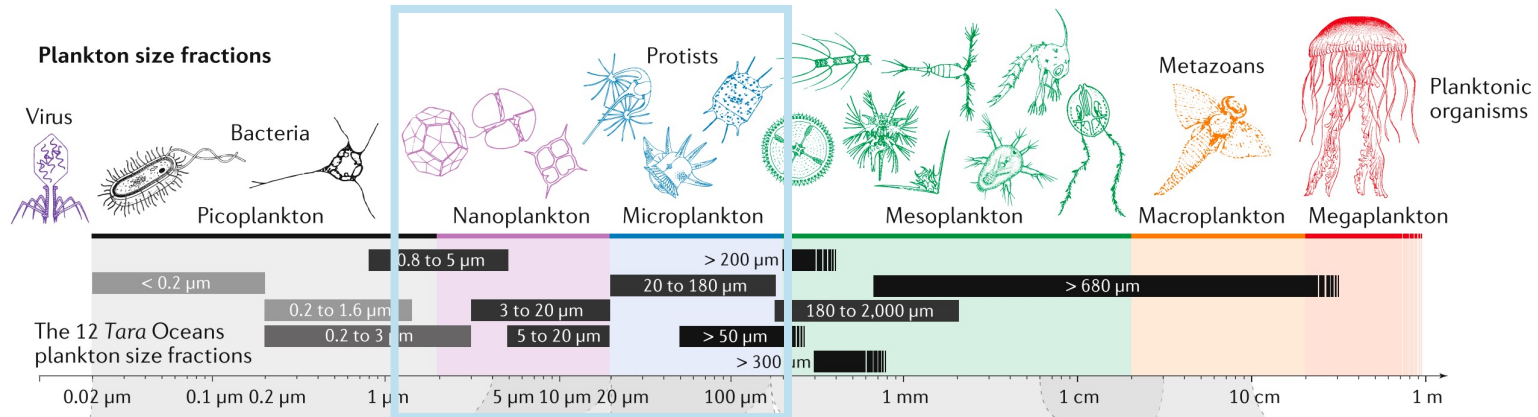 Plankton size fractions
Virus
Bacteria
Protists
Metazoans
Planktonic
organisms
Picoplankton
Nanoplankton
Microplankton
Mesoplankton
Macroplankton
Megaplankton
0.8 to 5 μm
> 200 μm
< 0.2 μm
20 to 180 μm
> 680 μm
0.2 to 1.6 μm
3 to 20 μm
180 to 2,000 μm
The 12 Tara Oceans
plankton size fractions
0.2 to 3 μm
5 to 20 μm
> 50 μm
> 300 μm
0.02 μm
0.1 μm
0.2 μm
1 μm
5 μm
10 μm
20 μm
100 μm
1 mm
1 cm
10 cm
1 m